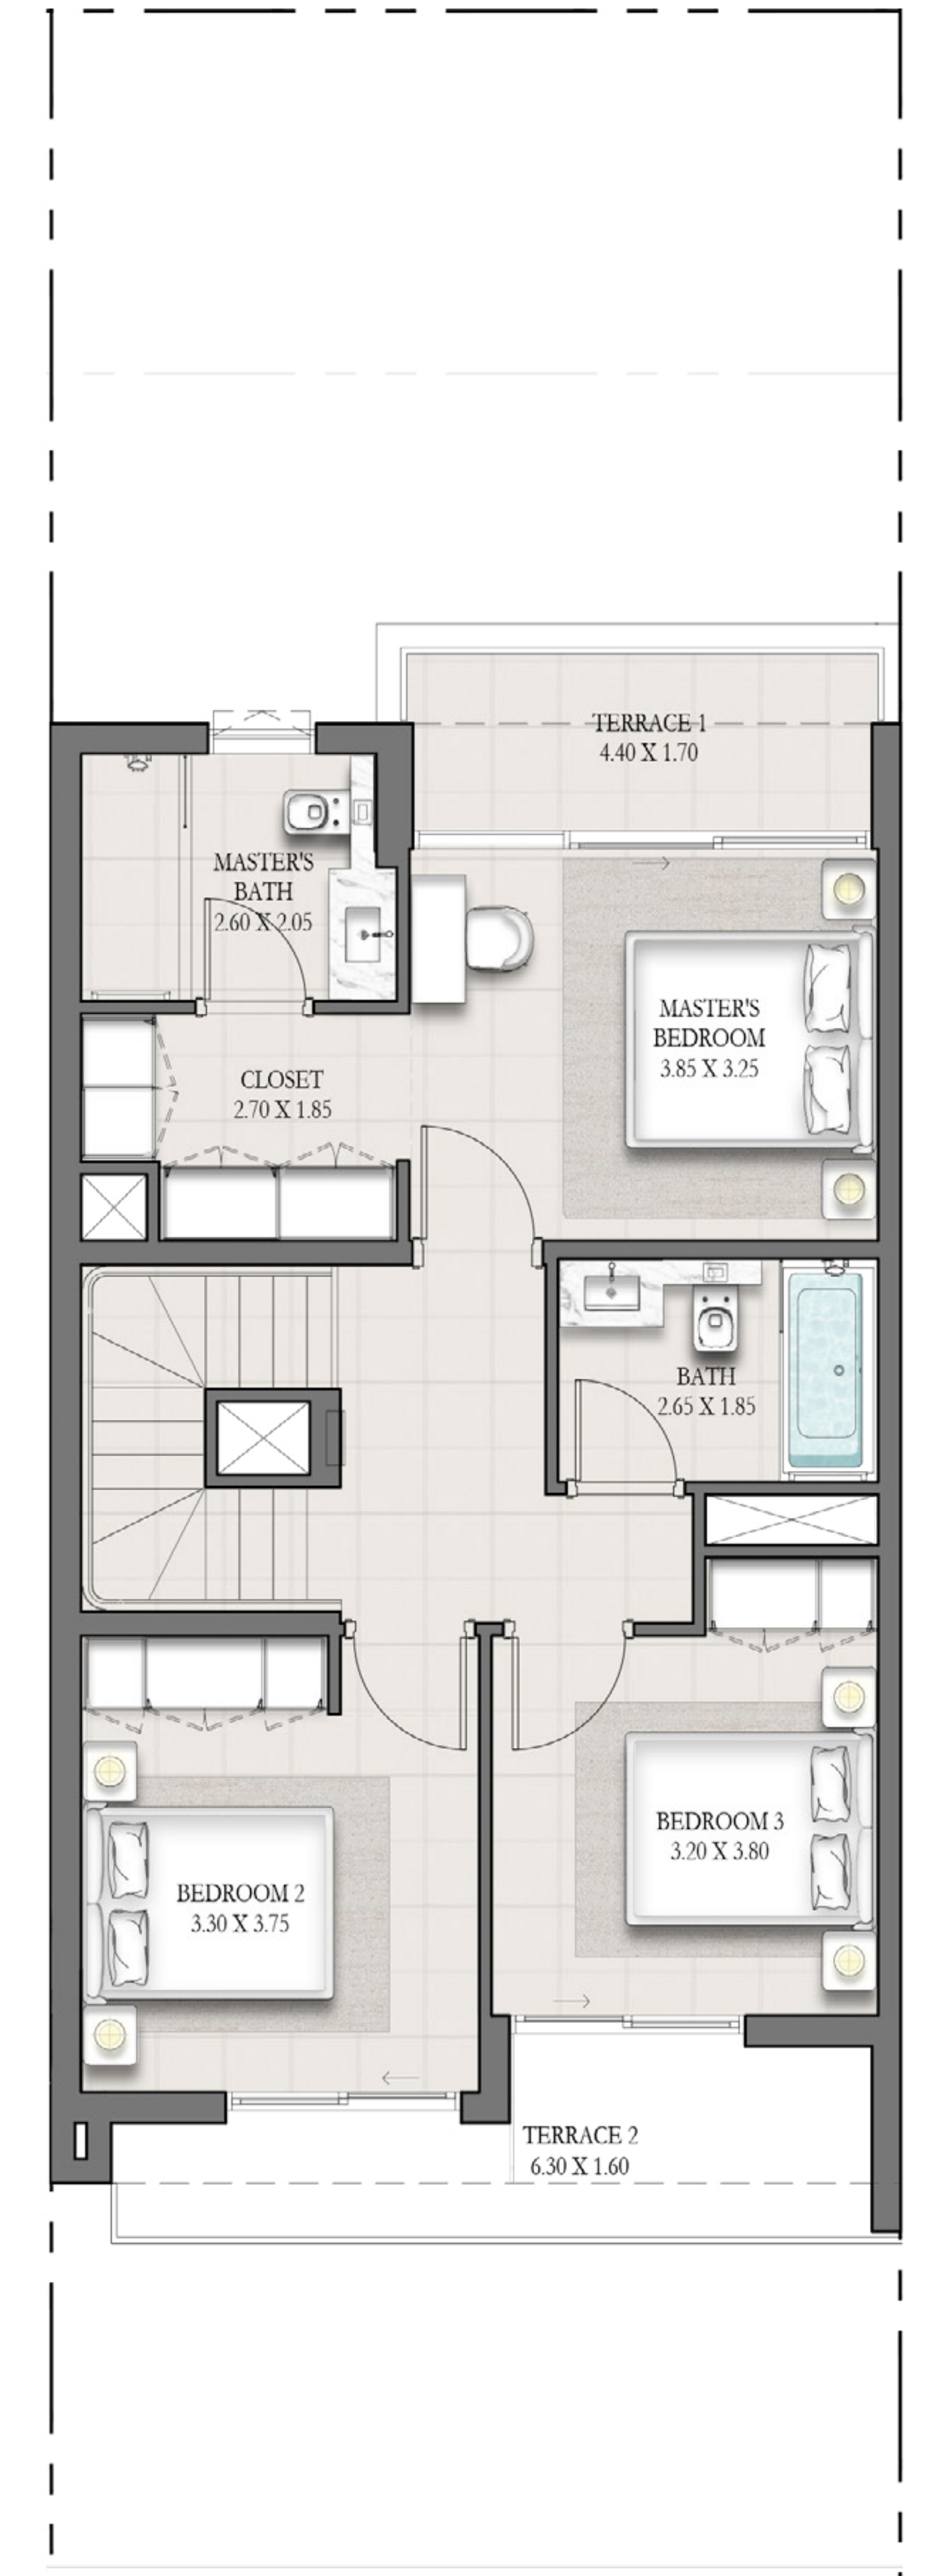 TERRACE 1
4.40 X 1.70
MASTER'S
BATH
2.60 X 2.05
MASTER'S
BEDROOM
3.85 X 3.25
CLOSET
2.70 X 1.85
BATH
2.65 X 1.85
BEDROOM 3
3.20 X 3.80
BEDROOM 2
3.30 X 3.75
TERRACE 2
6.30 X 1.60